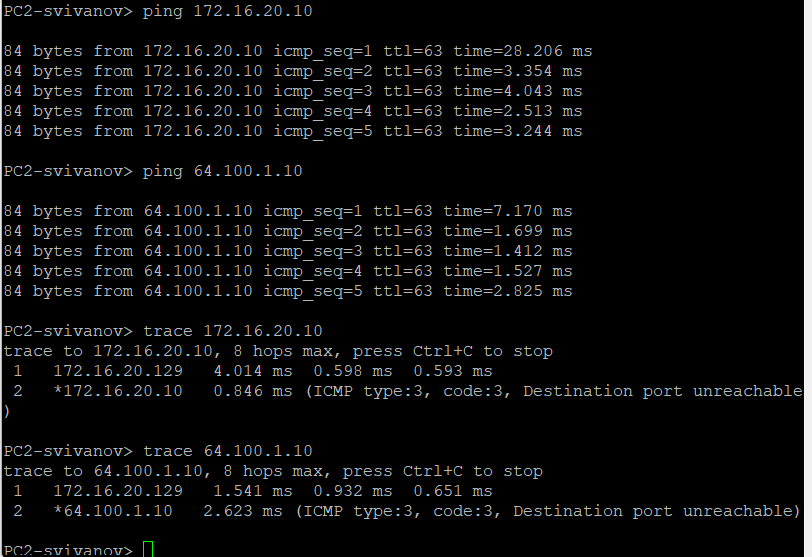 PC2-svivanov> ping 172.16.20.10
84 bytes from 172.16.20.10 icmp_seq=1 ttl=63 time=28.206 ms
84 bytes from 172.16.20.10 icmp_seq=2 ttl=63 time=3.354 ms
84 bytes from 172.16.20.10 icmp_seq=3 ttl=63 time=4.043 ms
84 bytes from 172.16.20.10 icmp_seq=4 ttl=63 time=2.513 ms
84 bytes from 172.16.20.10 icmp_seq=5 ttl=63 time=3.244 ms
PC2-svivanov> ping 64.100.1.10
84 bytes from 64.100.1.10 icmp_seq=1 ttl=63 time=7.170 ms
84 bytes from 64.100.1.10 icmp_seq=2 ttl=63 time=1.699 ms
84 bytes from 64.100.1.10 icmp_seq=3 ttl=63 time=1.412 ms
84 bytes from 64.100.1.10 icmp_seq=4 ttl=63 time=1.527 ms
84 bytes from 64.100.1.10 icmp_seq=5 ttl=63 time=2.825 ms
PC2-svivanov> trace 172.16.20.10
trace to 172.16.20.10, 8 hops max, press Ctrl+C to stop
 1   172.16.20.129   4.014 ms  0.598 ms  0.593 ms
 2   *172.16.20.10   0.846 ms (ICMP type:3, code:3, Destination port unreachable
)
PC2-svivanov> trace 64.100.1.10
trace to 64.100.1.10, 8 hops max, press Ctrl+C to stop
 1   172.16.20.129   1.541 ms  0.932 ms  0.651 ms
 2   *64.100.1.10   2.623 ms (ICMP type:3, code:3, Destination port unreachable)
PC2-svivanov>